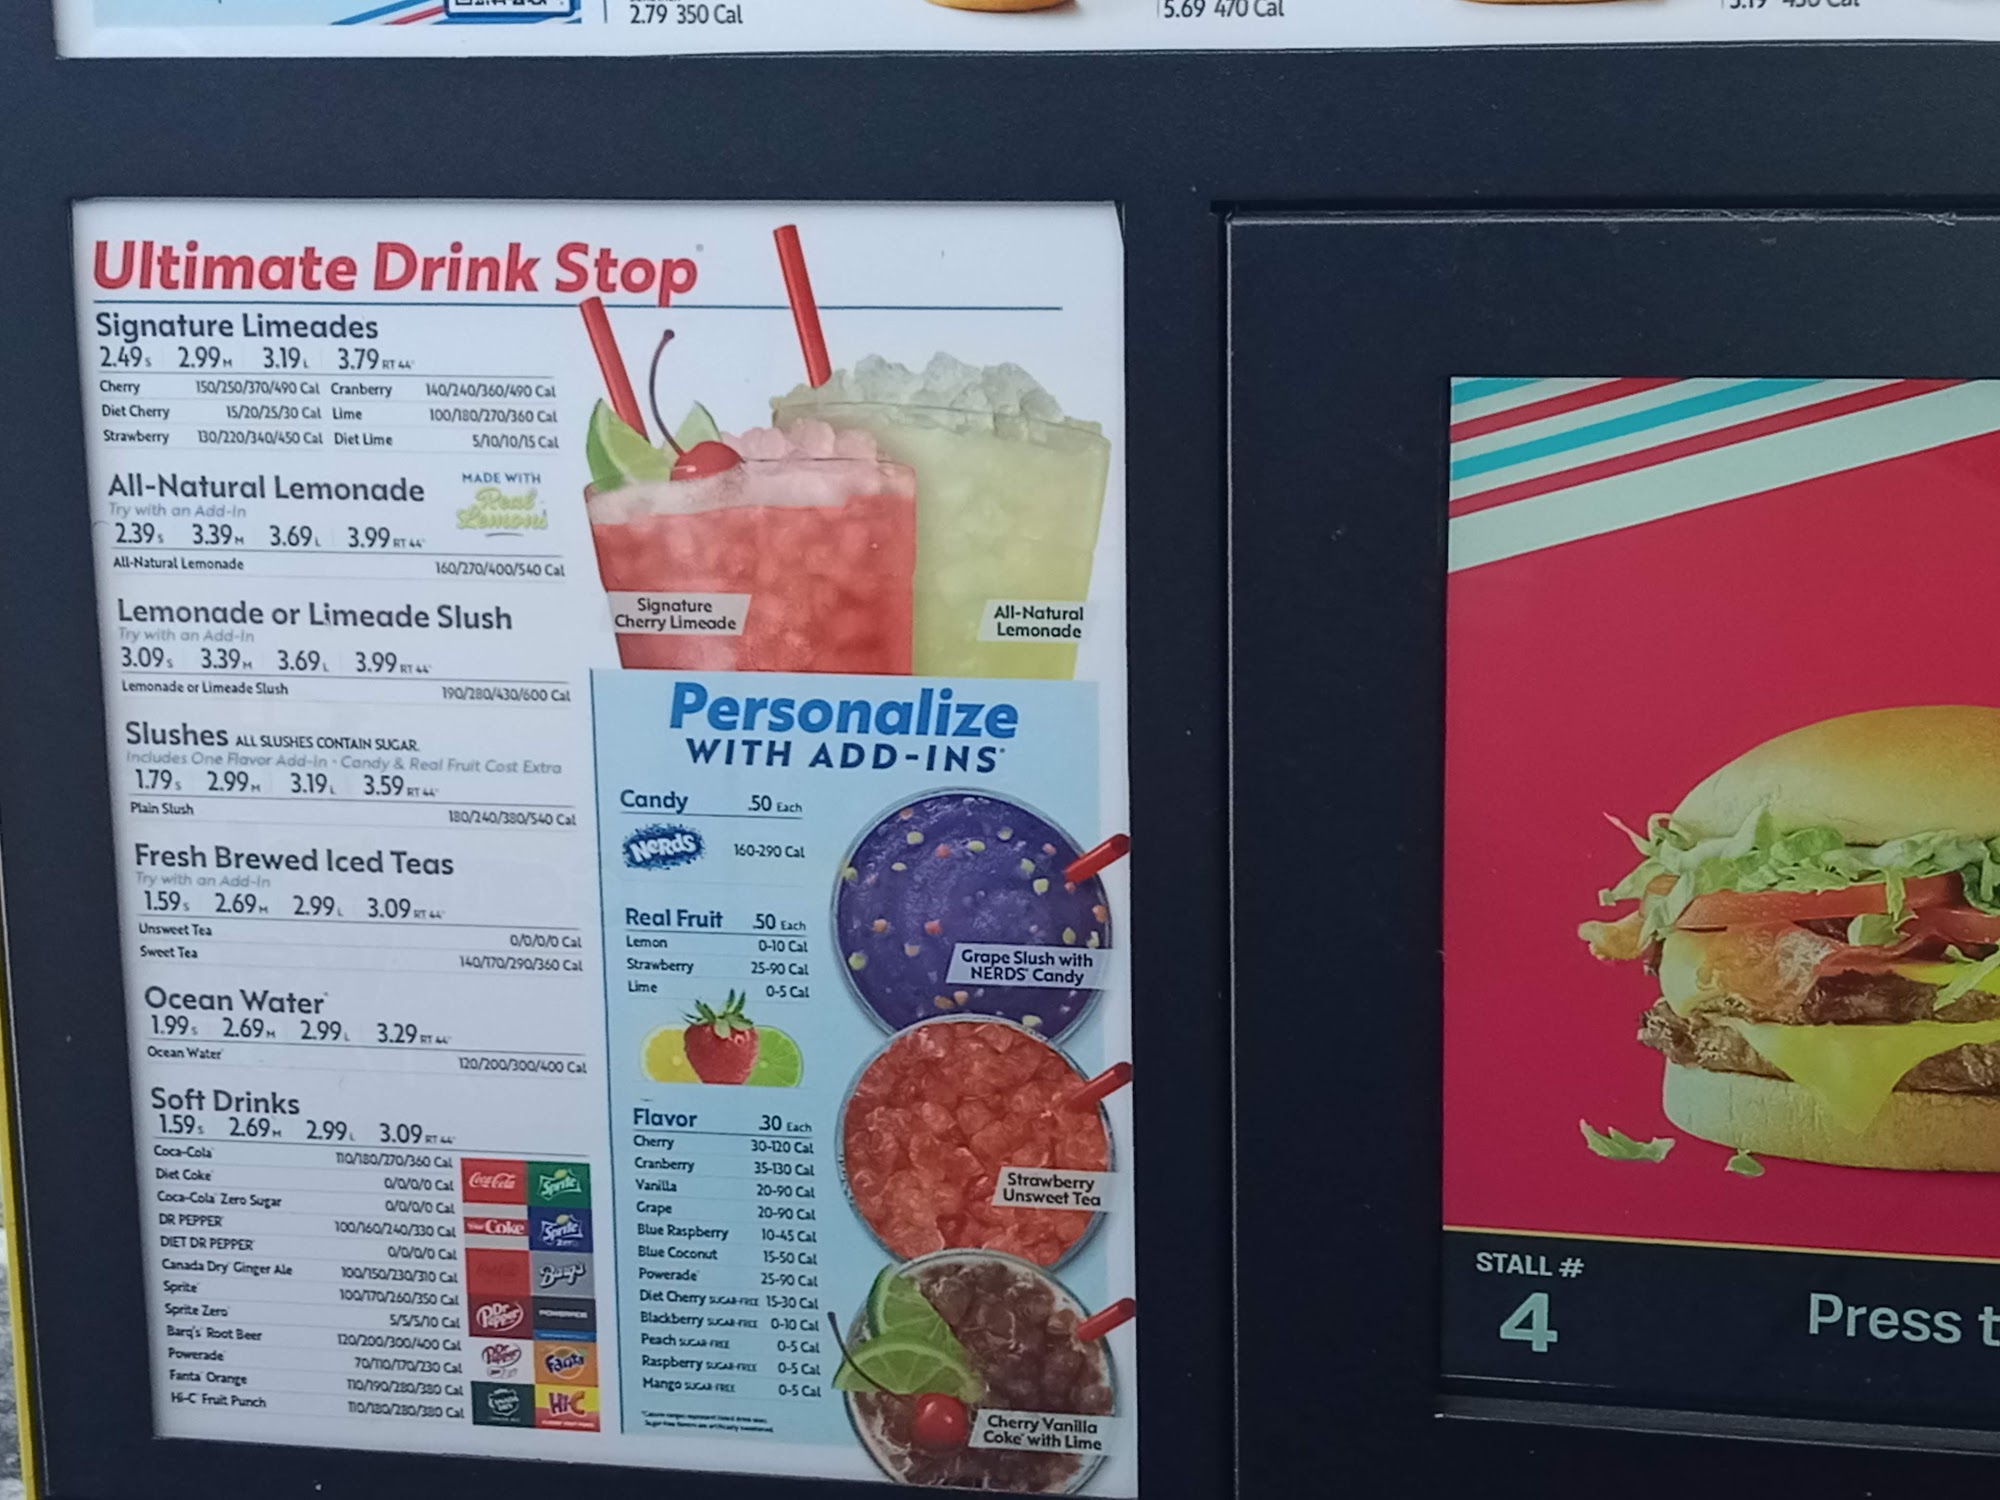 2.79 350 Cal
5.69 470 Cal
Ultimate Drink Stop
Signature Limeades
2.49 S 2.99 M 3.19 L 3.79 RT 44
Cherry 150/250/370/490 Cal Cranberry 140/240/360/490 Cal
Diet Cherry 15/20/25/30 Cal Lime 100/180/270/360 Cal
Strawberry 130/220/340/450 Cal Diet Lime 5/10/10/15 Cal
All-Natural Lemonade
Try with an Add-In
MADE WITH
Real
Lemons
2.39 S 3.39 M 3.69 L 3.99 RT 44
All-Natural Lemonade 160/270/400/540 Cal
Lemonade or Limeade Slush
Try with an Add-In
3.09 S 3.39 M 3.69 L 3.99 RT 44
Lemonade or Limeade Slush 190/280/430/600 Cal
Slushes ALL SLUSHES CONTAIN SUGAR.
Includes One Flavor Add-In • Candy & Real Fruit Cost Extra
1.79 S 2.99 M 3.19 L 3.59 RT 44
Plain Slush 180/240/380/540 Cal
Fresh Brewed Iced Teas
Try with an Add-In
1.59 S 2.69 M 2.99 L 3.09 RT 44
Unsweet Tea 0/0/0/0 Cal
Sweet Tea 140/170/290/360 Cal
Ocean Water
1.99 S 2.69 M 2.99 L 3.29 RT 44
Ocean Water 120/200/300/400 Cal
Soft Drinks
1.59 S 2.69 M 2.99 L 3.09 RT 44
Coca-Cola 110/180/270/360 Cal
Diet Coke 0/0/0/0 Cal
Coca-Cola Zero Sugar 0/0/0/0 Cal
DR PEPPER 100/160/240/330 Cal
DIET DR PEPPER 0/0/0/0 Cal
Canada Dry Ginger Ale 100/150/230/310 Cal
Sprite 100/170/260/350 Cal
Sprite Zero 5/5/5/10 Cal
Barq's Root Beer 120/200/300/400 Cal
Powerade 70/110/170/230 Cal
Fanta Orange 110/190/280/380 Cal
Hi-C Fruit Punch 110/180/280/380 Cal
Coca-Cola Sprite
Coke Sprite
Barq's
Dr Pepper POWERADE
Dr Pepper Fanta
Hi-C
Signature
Cherry Limeade
All-Natural
Lemonade
Personalize
WITH ADD-INS
Candy .50 Each
NERDS 160-290 Cal
Real Fruit .50 Each
Lemon 0-10 Cal
Strawberry 25-90 Cal
Lime 0-5 Cal
Flavor .30 Each
Cherry 30-120 Cal
Cranberry 35-130 Cal
Vanilla 20-90 Cal
Grape 20-90 Cal
Blue Raspberry 10-45 Cal
Blue Coconut 15-50 Cal
Powerade 25-90 Cal
Diet Cherry SUGAR-FREE 15-30 Cal
Blackberry SUGAR-FREE 0-10 Cal
Peach SUGAR-FREE 0-5 Cal
Raspberry SUGAR-FREE 0-5 Cal
Mango SUGAR-FREE 0-5 Cal
Grape Slush with
NERDS Candy
Strawberry
Unsweet Tea
Cherry Vanilla
Coke with Lime
STALL #
4
Press